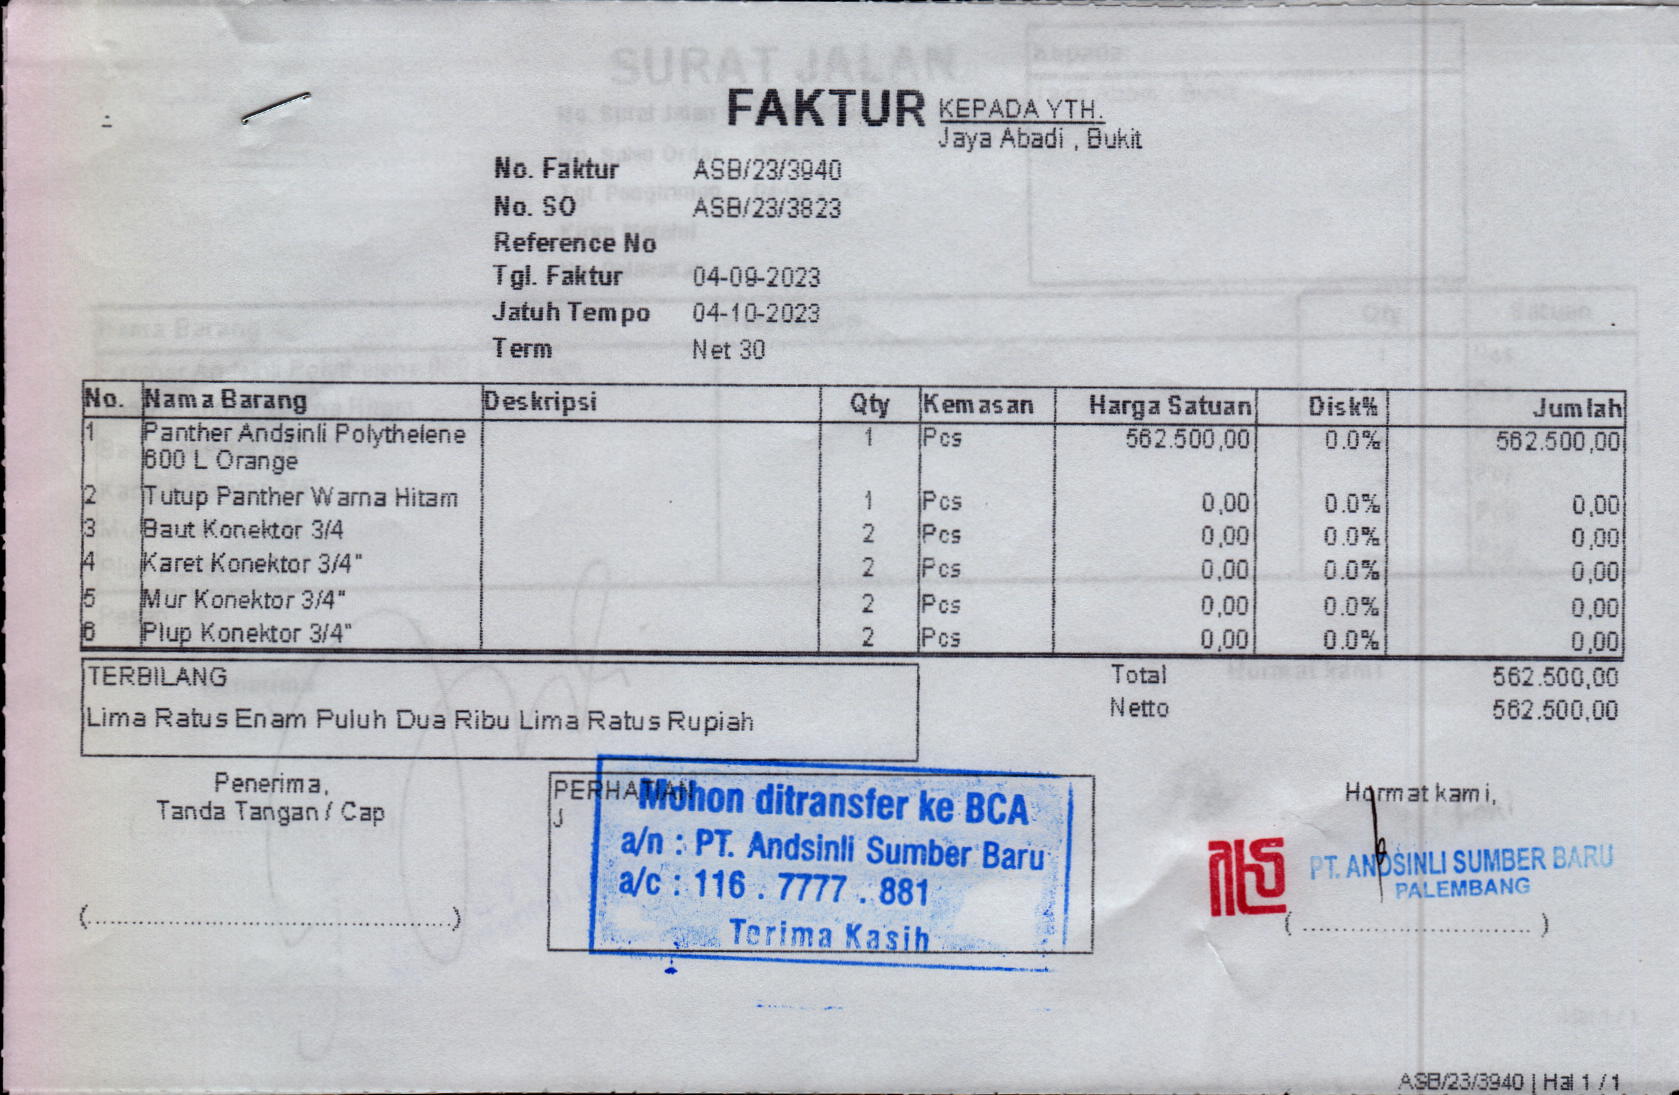 FAKTUR
KEPADA YTH.
Jaya Abadi , Bukit
No. Faktur ASB/23/3940
No. SO ASB/23/3823
Reference No
Tgl. Faktur 04-09-2023
Jatuh Tempo 04-10-2023
Term Net 30
No. Nama Barang Deskripsi Qty Kemasan Harga Satuan Disk% Jumlah
1 Panther Andsinli Polythelene 1 Pcs 562.500,00 0.0% 562.500,00
600 L Orange
2 Tutup Panther Warna Hitam 1 Pcs 0,00 0.0% 0,00
3 Baut Konektor 3/4 2 Pcs 0,00 0.0% 0,00
4 Karet Konektor 3/4" 2 Pcs 0,00 0.0% 0,00
5 Mur Konektor 3/4" 2 Pcs 0,00 0.0% 0,00
6 Plup Konektor 3/4" 2 Pcs 0,00 0.0% 0,00
TERBILANG
Lima Ratus Enam Puluh Dua Ribu Lima Ratus Rupiah
Total 562.500,00
Netto 562.500,00
Penerima,
Tanda Tangan / Cap
(..........................................)
PERHATIAN
J
Mohon ditransfer ke BCA
a/n : PT. Andsinli Sumber Baru
a/c : 116 . 7777 . 881
Terima Kasih
Hormat kami,
PT. ANDSINLI SUMBER BARU
PALEMBANG
( .............................. )
ASB/23/3940 | Hal 1 / 1